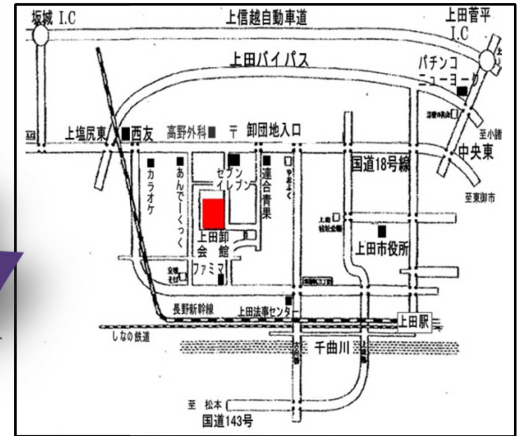 坂城 I.C
上信越自動車道
上田菅平
I.C
上田バイパス
パチンコ
ニューヨーク
上塩尻東
西友
高野外科
〒
卸団地入口
至小諸
中央東
国道18号線
カラオケ
あんでーくっく
セブン
イレブン
連合青果
至東御市
上田卸
会館
ファミマ
上田市役所
長野新幹線
上田法事センター
上田駅
しなの鉄道
千曲川
至 松本
国道143号